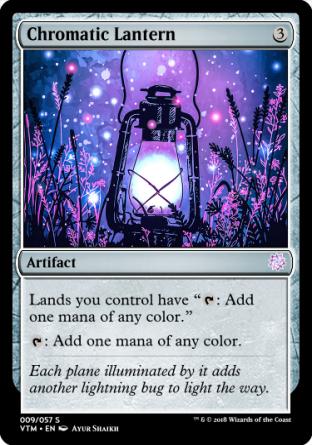 Chromatic Lantern 3
Artifact
Lands you control have “: Add
one mana of any color.”
: Add one mana of any color.
Each plane illuminated by it adds
another lightning bug to light the way.
009/057 S
VTM • EN Ayur Shaikh
™ & © 2018 Wizards of the Coast